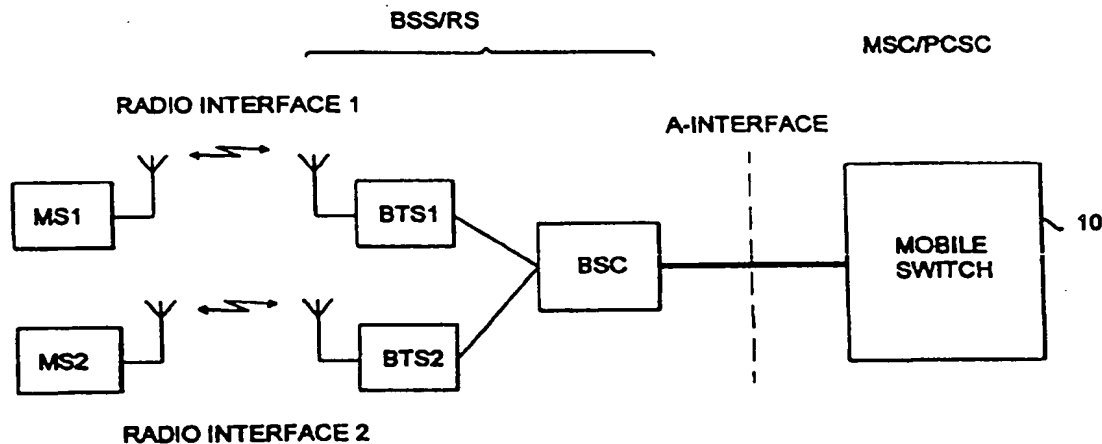 BSS/RS
MSC/PCSC
RADIO INTERFACE 1
A-INTERFACE
MS1
BTS1
BSC
MOBILE
SWITCH
10
MS2
BTS2
RADIO INTERFACE 2